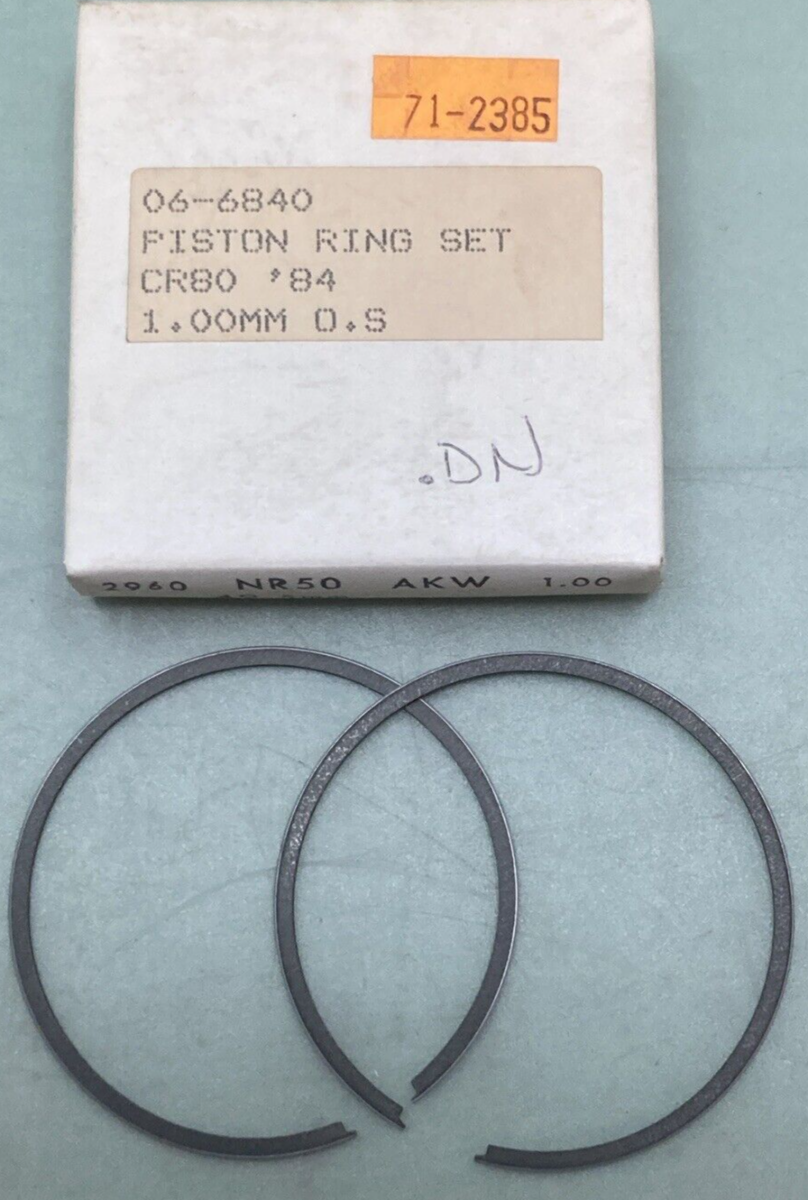 71-2385
06-6840
PISTON RING SET
CR80 '84
1.00MM O.S
.DN
2960 NR50 AKW 1.00